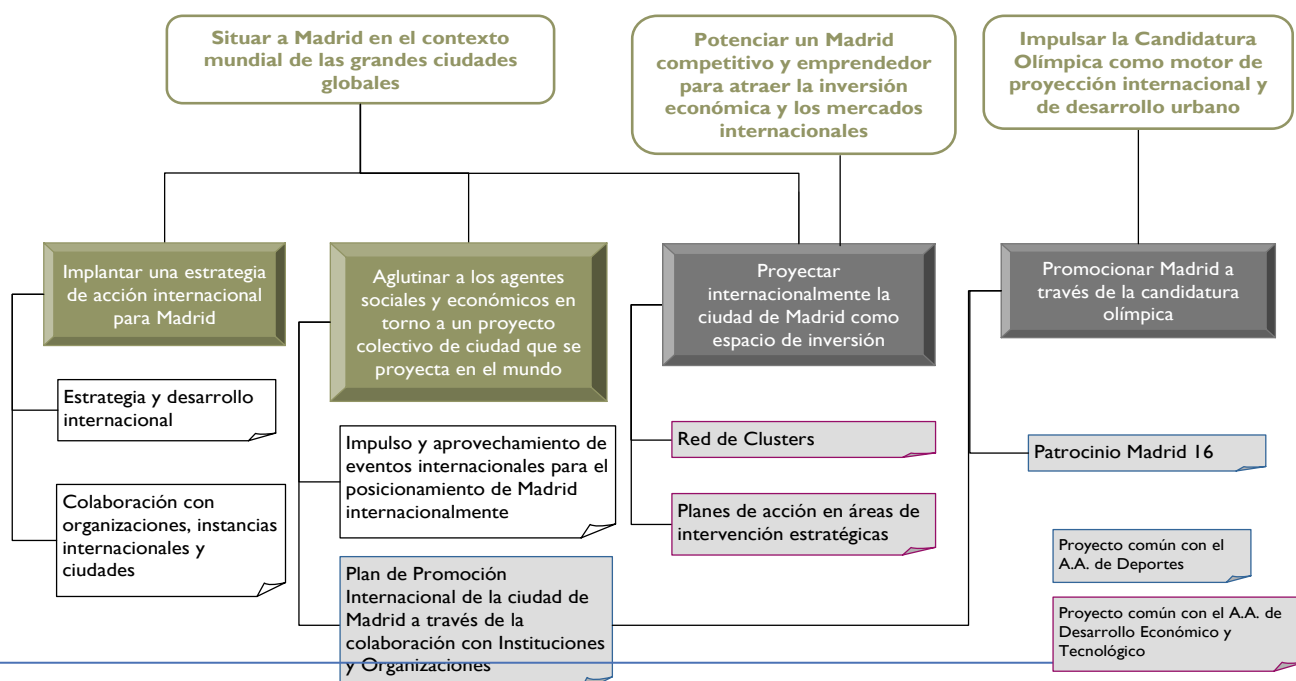 Situar a Madrid en el contexto
mundial de las grandes ciudades
globales
Potenciar un Madrid
competitivo y emprendedor
para atraer la inversión
económica y los mercados
internacionales
Impulsar la Candidatura
Olímpica como motor de
proyección internacional y
de desarrollo urbano
Implantar una estrategia
de acción internacional
para Madrid
Aglutinar a los agentes
sociales y económicos en
torno a un proyecto
colectivo de ciudad que se
proyecta en el mundo
Proyectar
internacionalmente la
ciudad de Madrid como
espacio de inversión
Promocionar Madrid a
través de la candidatura
olímpica
Estrategia y desarrollo
internacional
Colaboración con
organizaciones, instancias
internacionales y
ciudades
Impulso y aprovechamiento de
eventos internacionales para el
posicionamiento de Madrid
internacionalmente
Plan de Promoción
Internacional de la ciudad de
Madrid a través de la
colaboración con Instituciones
y Organizaciones
Red de Clusters
Planes de acción en áreas de
intervención estratégicas
Patrocinio Madrid 16
Proyecto común con el
A.A. de Deportes
Proyecto común con el A.A. de
Desarrollo Económico y
Tecnológico